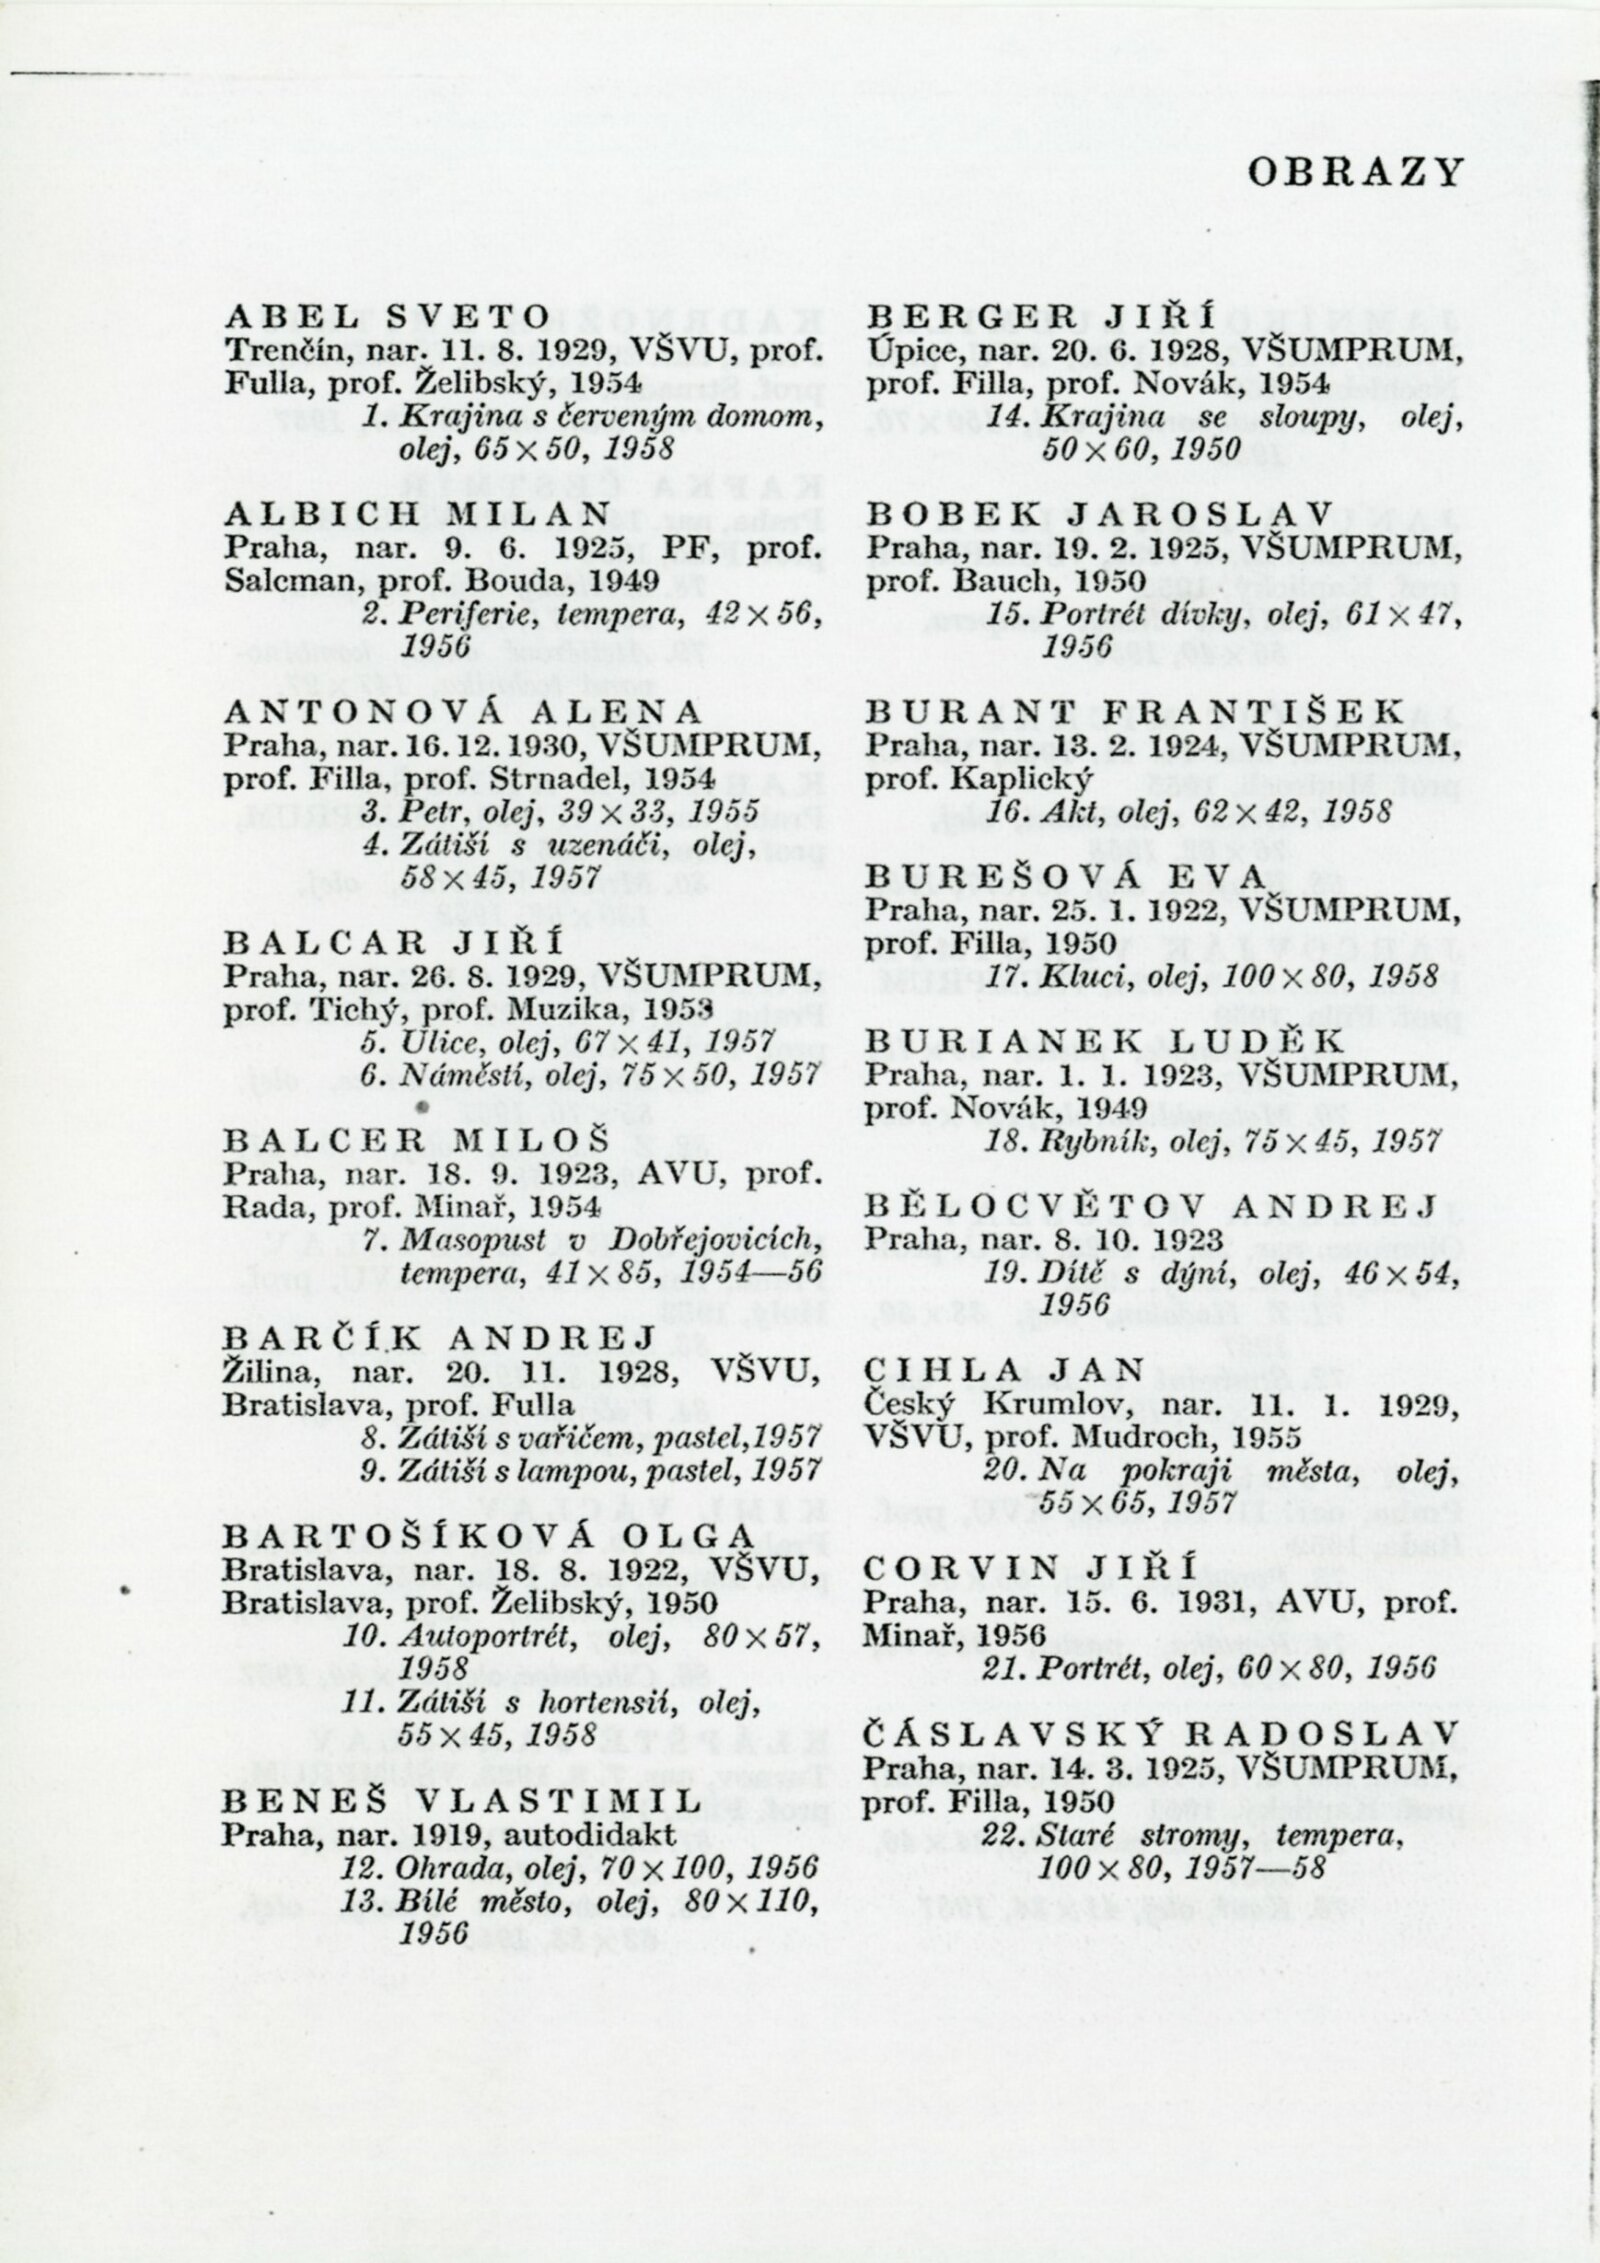 OBRAZY
ABEL SVETO
Trenčín, nar. 11. 8. 1929, VŠVU, prof.
Fulla, prof. Želibský, 1954
1. Krajina s červeným domom,
olej, 65×50, 1958
ALBICH MILAN
Praha, nar. 9. 6. 1925, PF, prof.
Salcman, prof. Bouda, 1949
2. Periferie, tempera, 42×56,
1956
ANTONOVÁ ALENA
Praha, nar. 16. 12. 1930, VŠUMPRUM,
prof. Filla, prof. Strnadel, 1954
3. Petr, olej, 39×33, 1955
4. Zátiší s uzenáči, olej,
58×45, 1957
BALCAR JIŘÍ
Praha, nar. 26. 8. 1929, VŠUMPRUM,
prof. Tichý, prof. Muzika, 1953
5. Ulice, olej, 67×41, 1957
6. Náměstí, olej, 75×50, 1957
BALCER MILOŠ
Praha, nar. 18. 9. 1923, AVU, prof.
Rada, prof. Minař, 1954
7. Masopust v Dobřejovicích,
tempera, 41×85, 1954—56
BARČÍK ANDREJ
Žilina, nar. 20. 11. 1928, VŠVU,
Bratislava, prof. Fulla
8. Zátiší s vařičem, pastel, 1957
9. Zátiší s lampou, pastel, 1957
BARTOŠÍKOVÁ OLGA
Bratislava, nar. 18. 8. 1922, VŠVU,
Bratislava, prof. Želibský, 1950
10. Autoportrét, olej, 80×57,
1958
11. Zátiší s hortensií, olej,
55×45, 1958
BENEŠ VLASTIMIL
Praha, nar. 1919, autodidakt
12. Ohrada, olej, 70×100, 1956
13. Bílé město, olej, 80×110,
1956
BERGER JIŘÍ
Úpice, nar. 20. 6. 1928, VŠUMPRUM,
prof. Filla, prof. Novák, 1954
14. Krajina se sloupy, olej,
50×60, 1950
BOBEK JAROSLAV
Praha, nar. 19. 2. 1925, VŠUMPRUM,
prof. Bauch, 1950
15. Portrét dívky, olej, 61×47,
1956
BURANT FRANTIŠEK
Praha, nar. 13. 2. 1924, VŠUMPRUM,
prof. Kaplický
16. Akt, olej, 62×42, 1958
BUREŠOVÁ EVA
Praha, nar. 25. 1. 1922, VŠUMPRUM,
prof. Filla, 1950
17. Kluci, olej, 100×80, 1958
BURIANEK LUDĚK
Praha, nar. 1. 1. 1923, VŠUMPRUM,
prof. Novák, 1949
18. Rybník, olej, 75×45, 1957
BĚLOCVĚTOV ANDREJ
Praha, nar. 8. 10. 1923
19. Dítě s dýní, olej, 46×54,
1956
CIHLA JAN
Český Krumlov, nar. 11. 1. 1929,
VŠVU, prof. Mudroch, 1955
20. Na pokraji města, olej,
55×65, 1957
CORVIN JIŘÍ
Praha, nar. 15. 6. 1931, AVU, prof.
Minař, 1956
21. Portrét, olej, 60×80, 1956
ČÁSLAVSKÝ RADOSLAV
Praha, nar. 14. 3. 1925, VŠUMPRUM,
prof. Filla, 1950
22. Staré stromy, tempera,
100×80, 1957—58